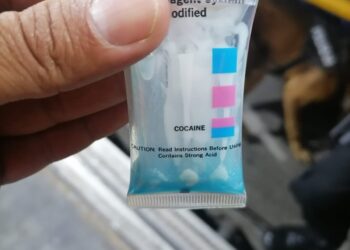 agent System
odified
COCAINE
CAUTION: Read Instructions Before Using
Contains Strong Acid